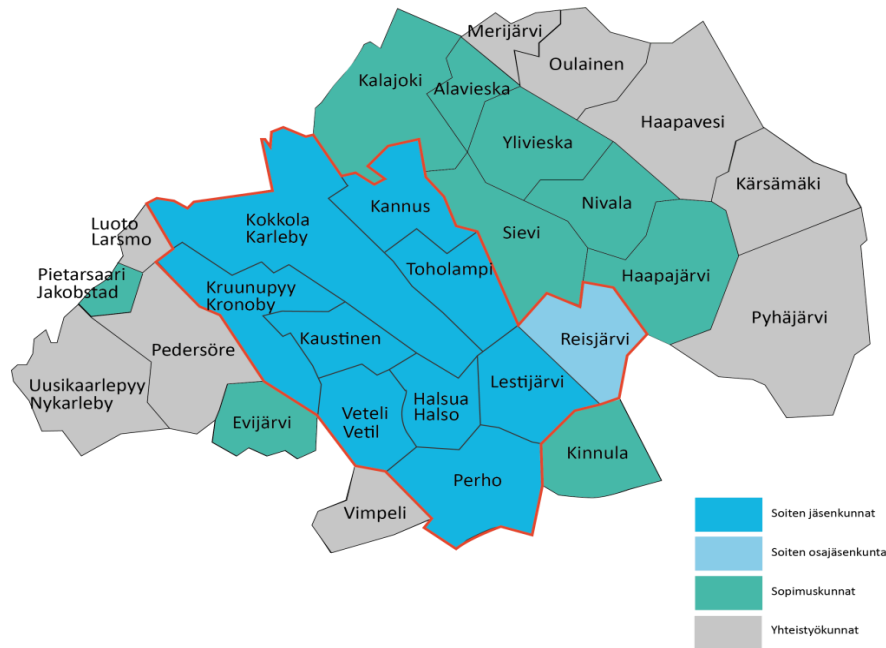 Merijärvi
Oulainen
Kalajoki
Alavieska
Haapavesi
Ylivieska
Kärsämäki
Kannus
Nivala
Luoto
Larsmo
Kokkola
Karleby
Sievi
Pietarsaari
Jakobstad
Toholampi
Haapajärvi
Kruunupyy
Kronoby
Pyhäjärvi
Kaustinen
Reisjärvi
Pedersöre
Uusikaarlepyy
Nykarleby
Lestijärvi
Halsua
Halso
Evijärvi
Veteli
Vetil
Kinnula
Perho
Vimpeli
Soiten jäsenkunnat
Soiten osajäsenkunta
Sopimuskunnat
Yhteistyökunnat